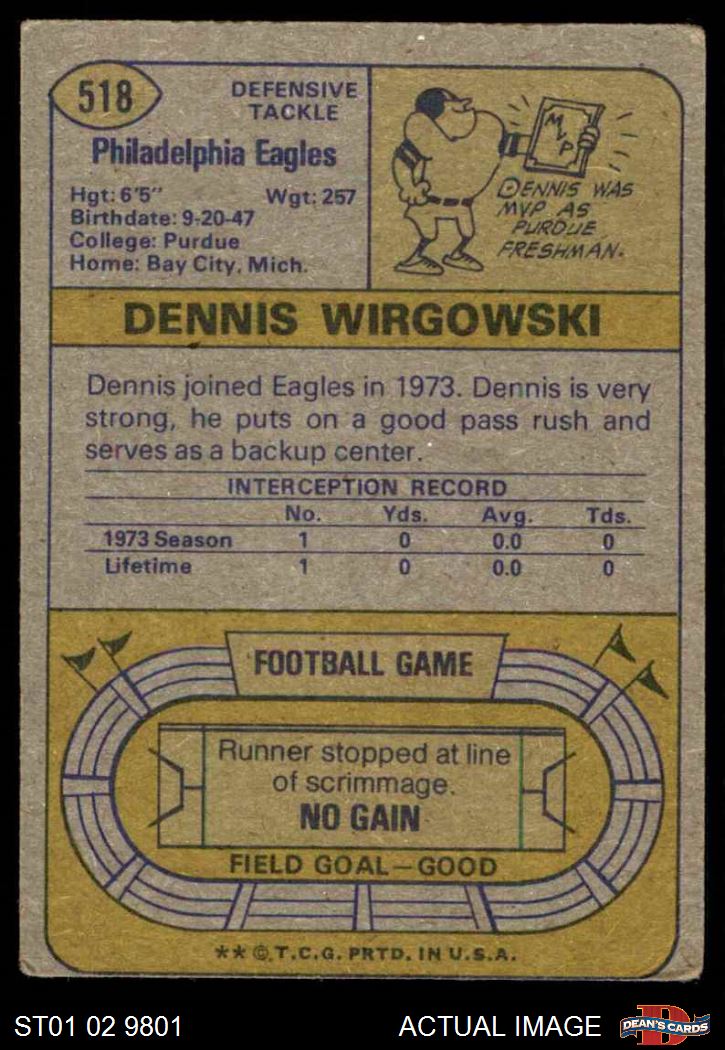 518
DEFENSIVE
TACKLE
Philadelphia Eagles
Hgt: 6'5" Wgt: 257
Birthdate: 9-20-47
College: Purdue
Home: Bay City, Mich.
MVP
DENNIS WAS
MVP AS
PURDUE
FRESHMAN.
DENNIS WIRGOWSKI
Dennis joined Eagles in 1973. Dennis is very
strong, he puts on a good pass rush and
serves as a backup center.
INTERCEPTION RECORD
No. Yds. Avg. Tds.
1973 Season 1 0 0.0 0
Lifetime 1 0 0.0 0
FOOTBALL GAME
Runner stopped at line
of scrimmage.
NO GAIN
FIELD GOAL—GOOD
**©T.C.G. PRTD. IN U.S.A.
ST01 02 9801 ACTUAL IMAGE
D
DEAN'S CARDS